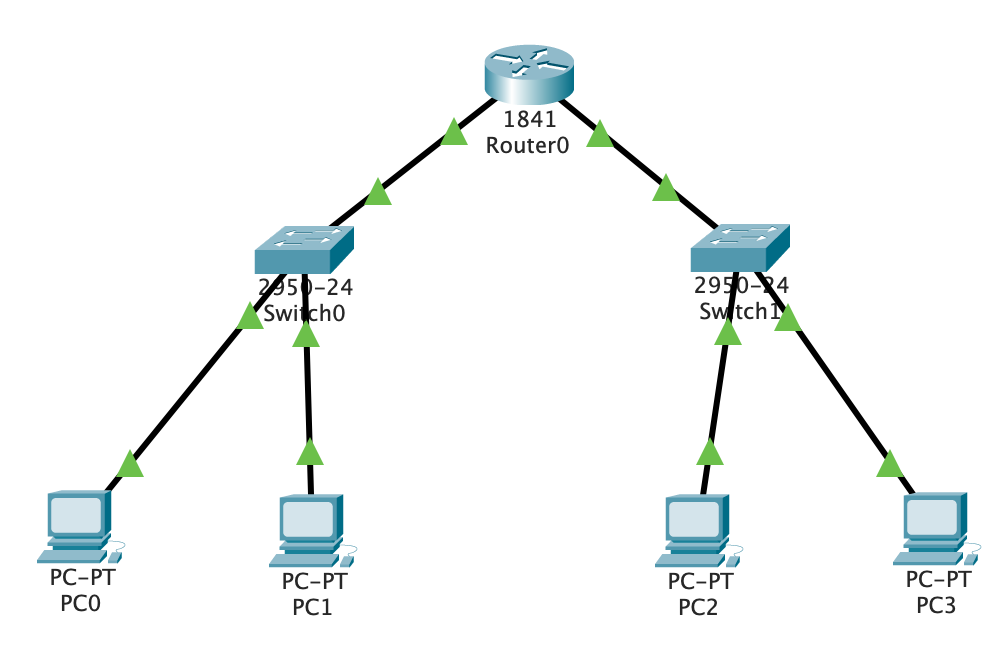 1841
Router0
2950-24
Switch0
2950-24
Switch1
PC-PT
PC0
PC-PT
PC1
PC-PT
PC2
PC-PT
PC3